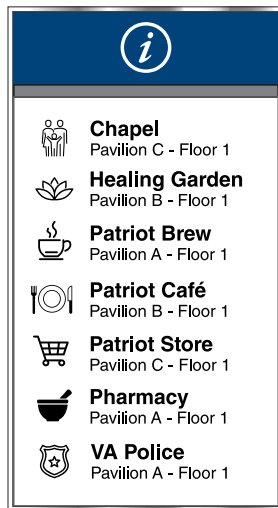 i
Chapel
Pavilion C - Floor 1
Healing Garden
Pavilion B - Floor 1
Patriot Brew
Pavilion A - Floor 1
Patriot Café
Pavilion B - Floor 1
Patriot Store
Pavilion C - Floor 1
Pharmacy
Pavilion A - Floor 1
VA Police
Pavilion A - Floor 1